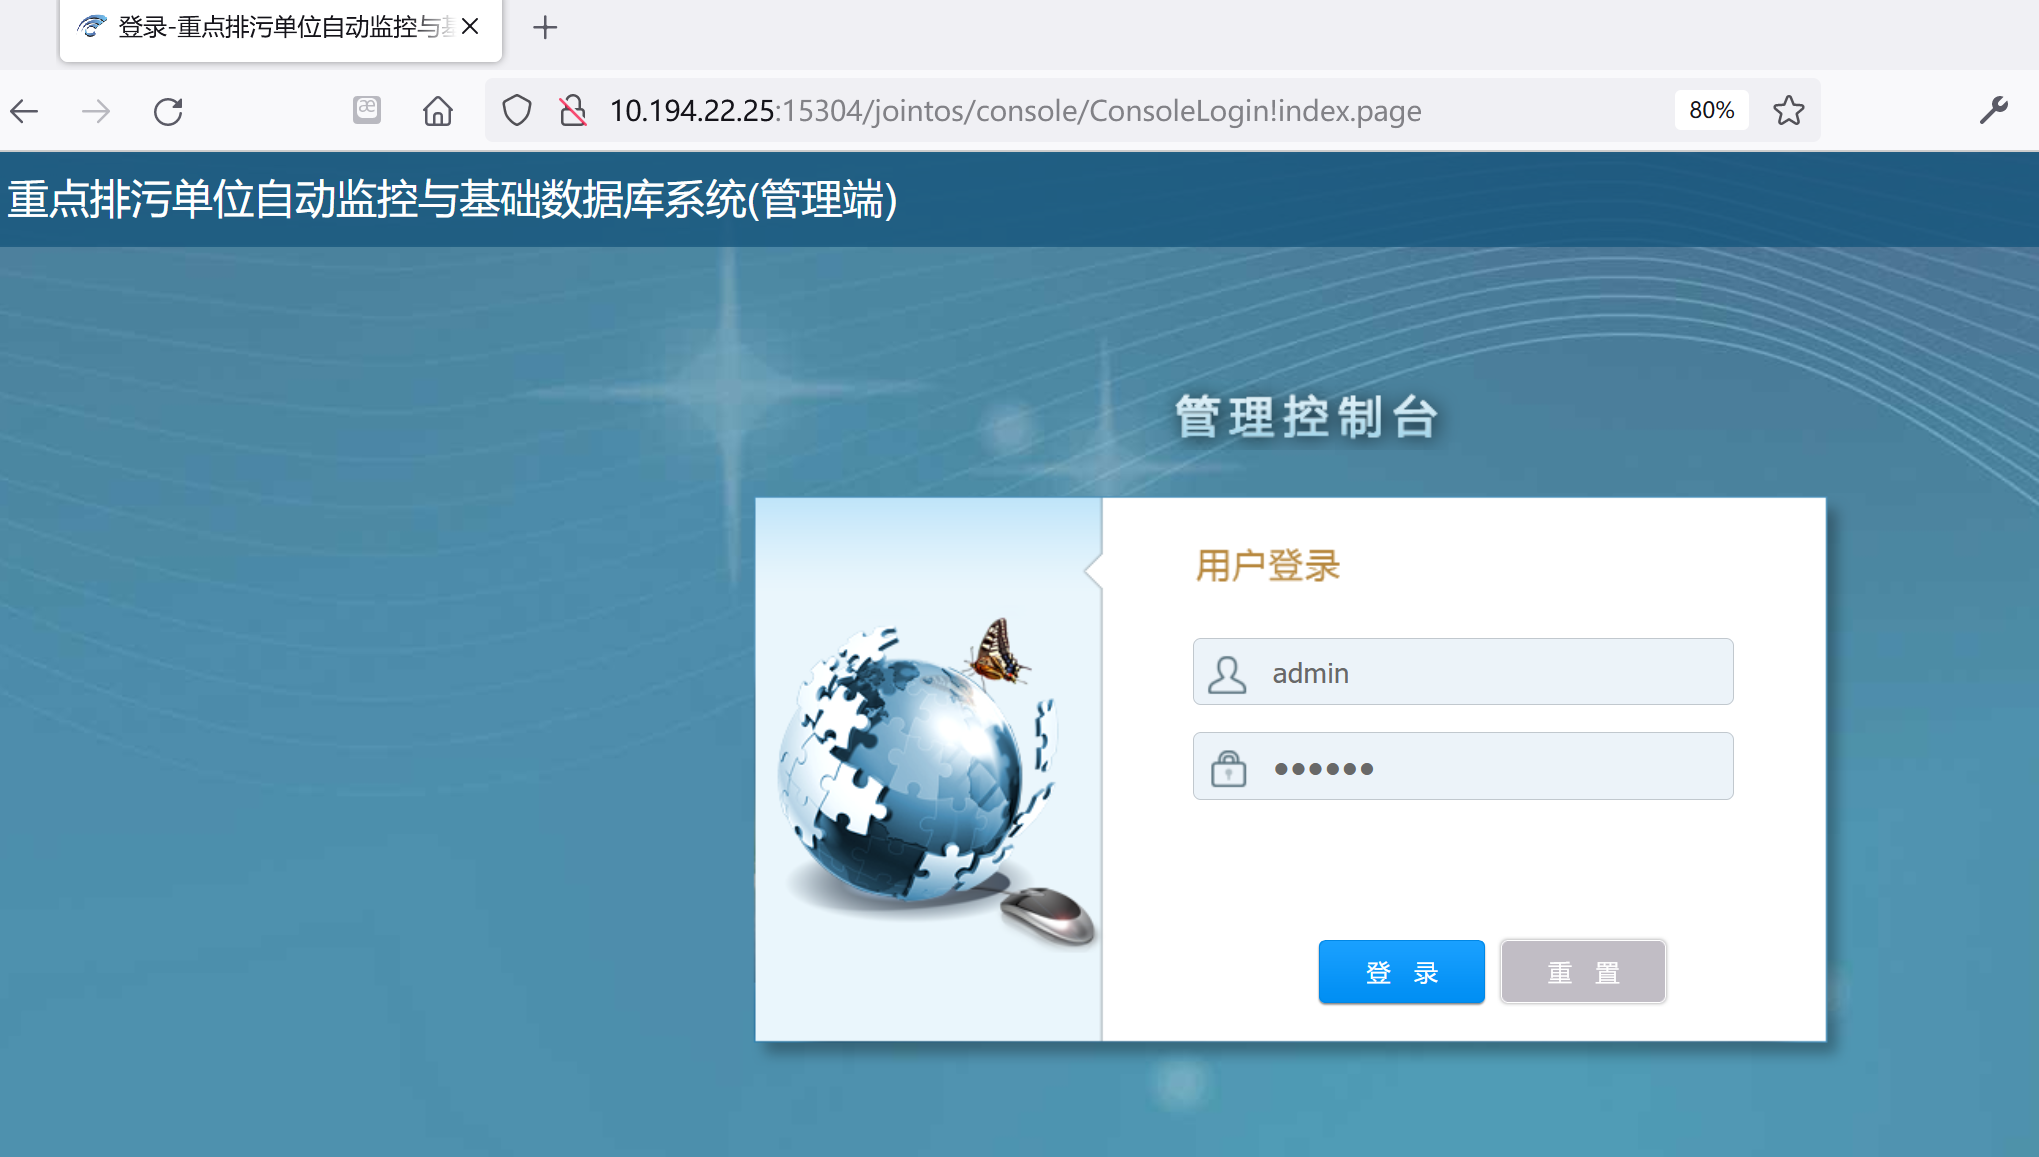 登录-重点排污单位自动监控与基
10.194.22.25:15304/jointos/console/ConsoleLogin!index.page
80%
重点排污单位自动监控与基础数据库系统(管理端)
管理控制台
用户登录
admin
••••••
登 录
重 置